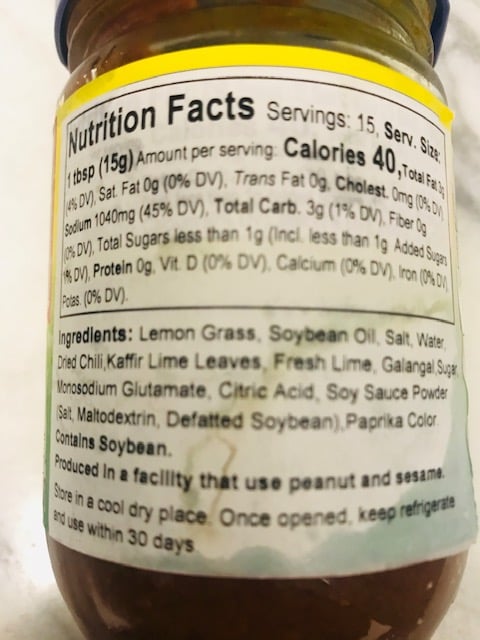 Nutrition Facts Servings: 15, Serv. Size:
1 tbsp (15g) Amount per serving: Calories 40, Total Fat 3g
(4% DV), Sat. Fat 0g (0% DV), Trans Fat 0g, Cholest. 0mg (0% DV),
Sodium 1040mg (45% DV), Total Carb. 3g (1% DV), Fiber 0g
(0% DV), Total Sugars less than 1g (Incl. less than 1g Added Sugars
1% DV), Protein 0g, Vit. D (0% DV), Calcium (0% DV), Iron (0% DV),
Potas. (0% DV).
Ingredients: Lemon Grass, Soybean Oil, Salt, Water,
Dried Chili,Kaffir Lime Leaves, Fresh Lime, Galangal,Sugar,
Monosodium Glutamate, Citric Acid, Soy Sauce Powder
(Salt, Maltodextrin, Defatted Soybean),Paprika Color.
Contains Soybean.
Produced in a facility that use peanut and sesame.
Store in a cool dry place. Once opened, keep refrigerate
and use within 30 days